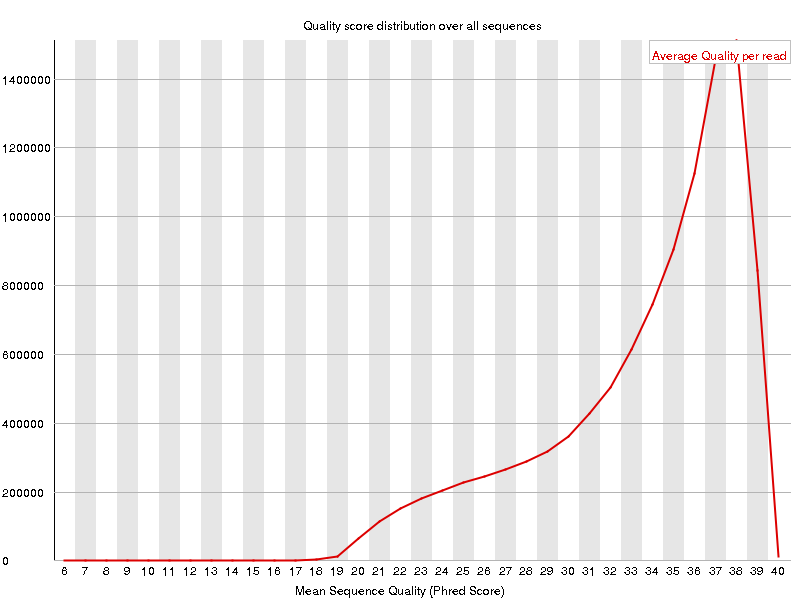 Quality score distribution over all sequences
Average Quality per read
1400000
1200000
1000000
800000
600000
400000
200000
0
6 7 8 9 10 11 12 13 14 15 16 17 18 19 20 21 22 23 24 25 26 27 28 29 30 31 32 33 34 35 36 37 38 39 40
Mean Sequence Quality (Phred Score)